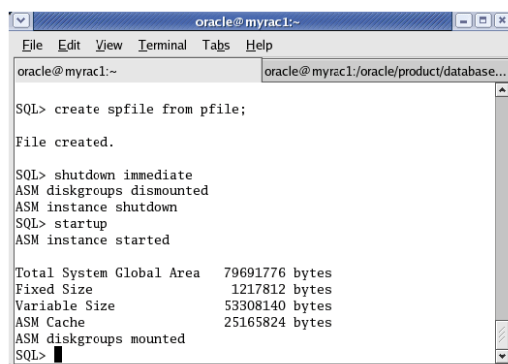 oracle@myrac1:~
File Edit View Terminal Tabs Help
oracle@myrac1:~ oracle@myrac1:/oracle/product/database...
SQL> create spfile from pfile;
File created.
SQL> shutdown immediate
ASM diskgroups dismounted
ASM instance shutdown
SQL> startup
ASM instance started
Total System Global Area 79691776 bytes
Fixed Size 1217812 bytes
Variable Size 53308140 bytes
ASM Cache 25165824 bytes
ASM diskgroups mounted
SQL>